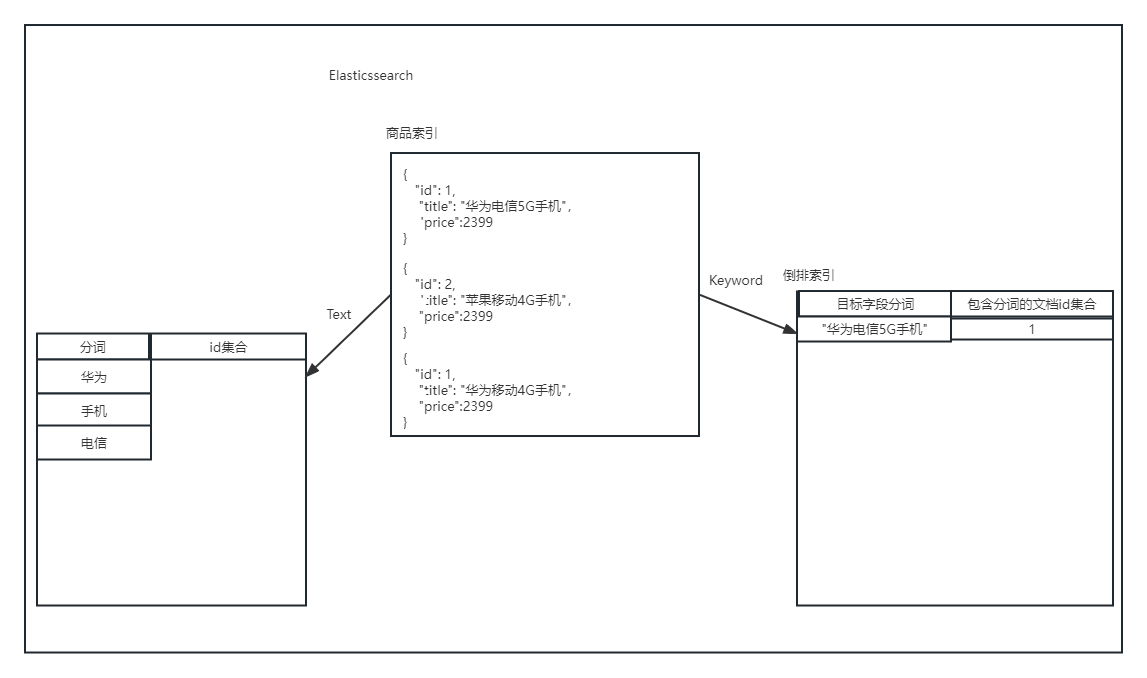 Elasticssearch
商品索引
{
"id": 1,
"title": "华为电信5G手机",
'price":2399
}
{
"id": 2,
':itle": "苹果移动4G手机",
"price":2399
}
{
"id": 1,
"title": "华为移动4G手机",
"price":2399
}
Text
分词 id集合
华为
手机
电信
Keyword
倒排索引
目标字段分词 包含分词的文档id集合
"华为电信5G手机" 1